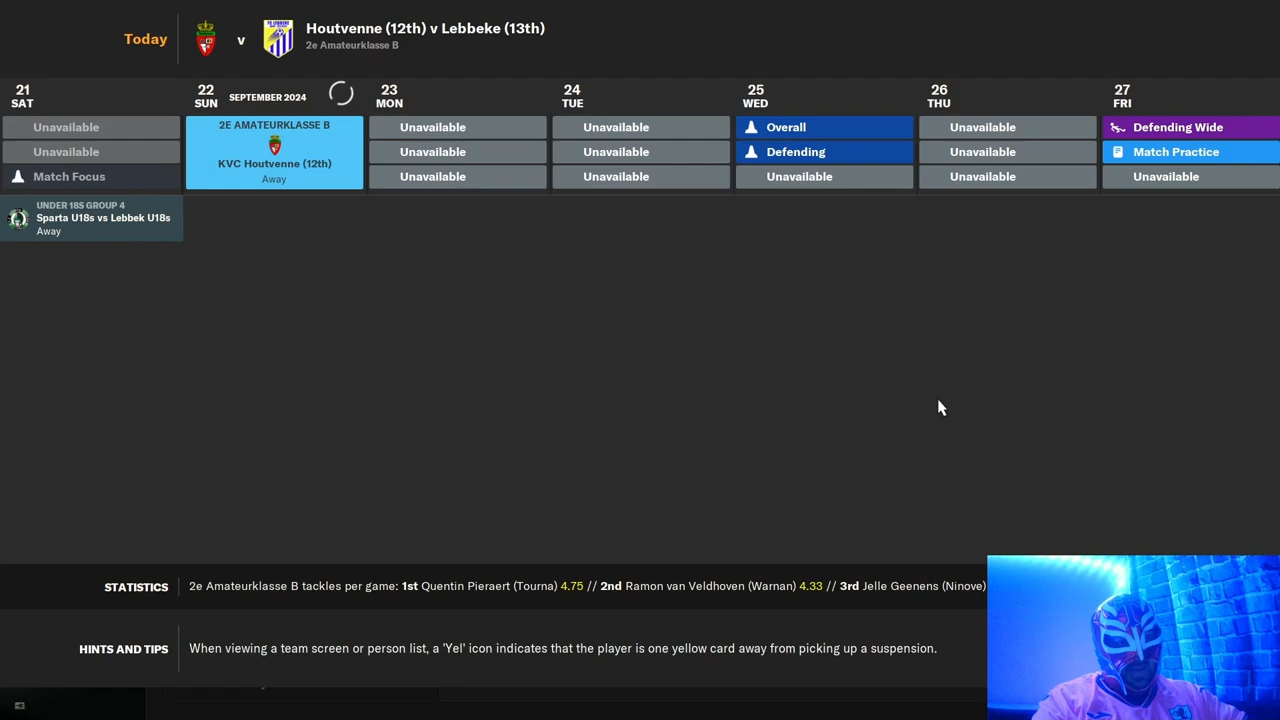 Today
v
Houtvenne (12th) v Lebbeke (13th)
2e Amateurklasse B
21
SAT
22
SUN
SEPTEMBER 2024
23
MON
24
TUE
25
WED
26
THU
27
FRI
Unavailable
Unavailable
Match Focus
2E AMATEURKLASSE B
KVC Houtvenne (12th)
Away
Unavailable
Unavailable
Unavailable
Unavailable
Unavailable
Unavailable
Overall
Defending
Unavailable
Unavailable
Unavailable
Unavailable
Defending Wide
Match Practice
Unavailable
UNDER 18S GROUP 4
Sparta U18s vs Lebbek U18s
Away
STATISTICS
2e Amateurklasse B tackles per game: 1st Quentin Pieraert (Tourna) 4.75 // 2nd Ramon van Veldhoven (Warnan) 4.33 // 3rd Jelle Geenens (Ninove)
HINTS AND TIPS
When viewing a team screen or person list, a 'Yel' icon indicates that the player is one yellow card away from picking up a suspension.